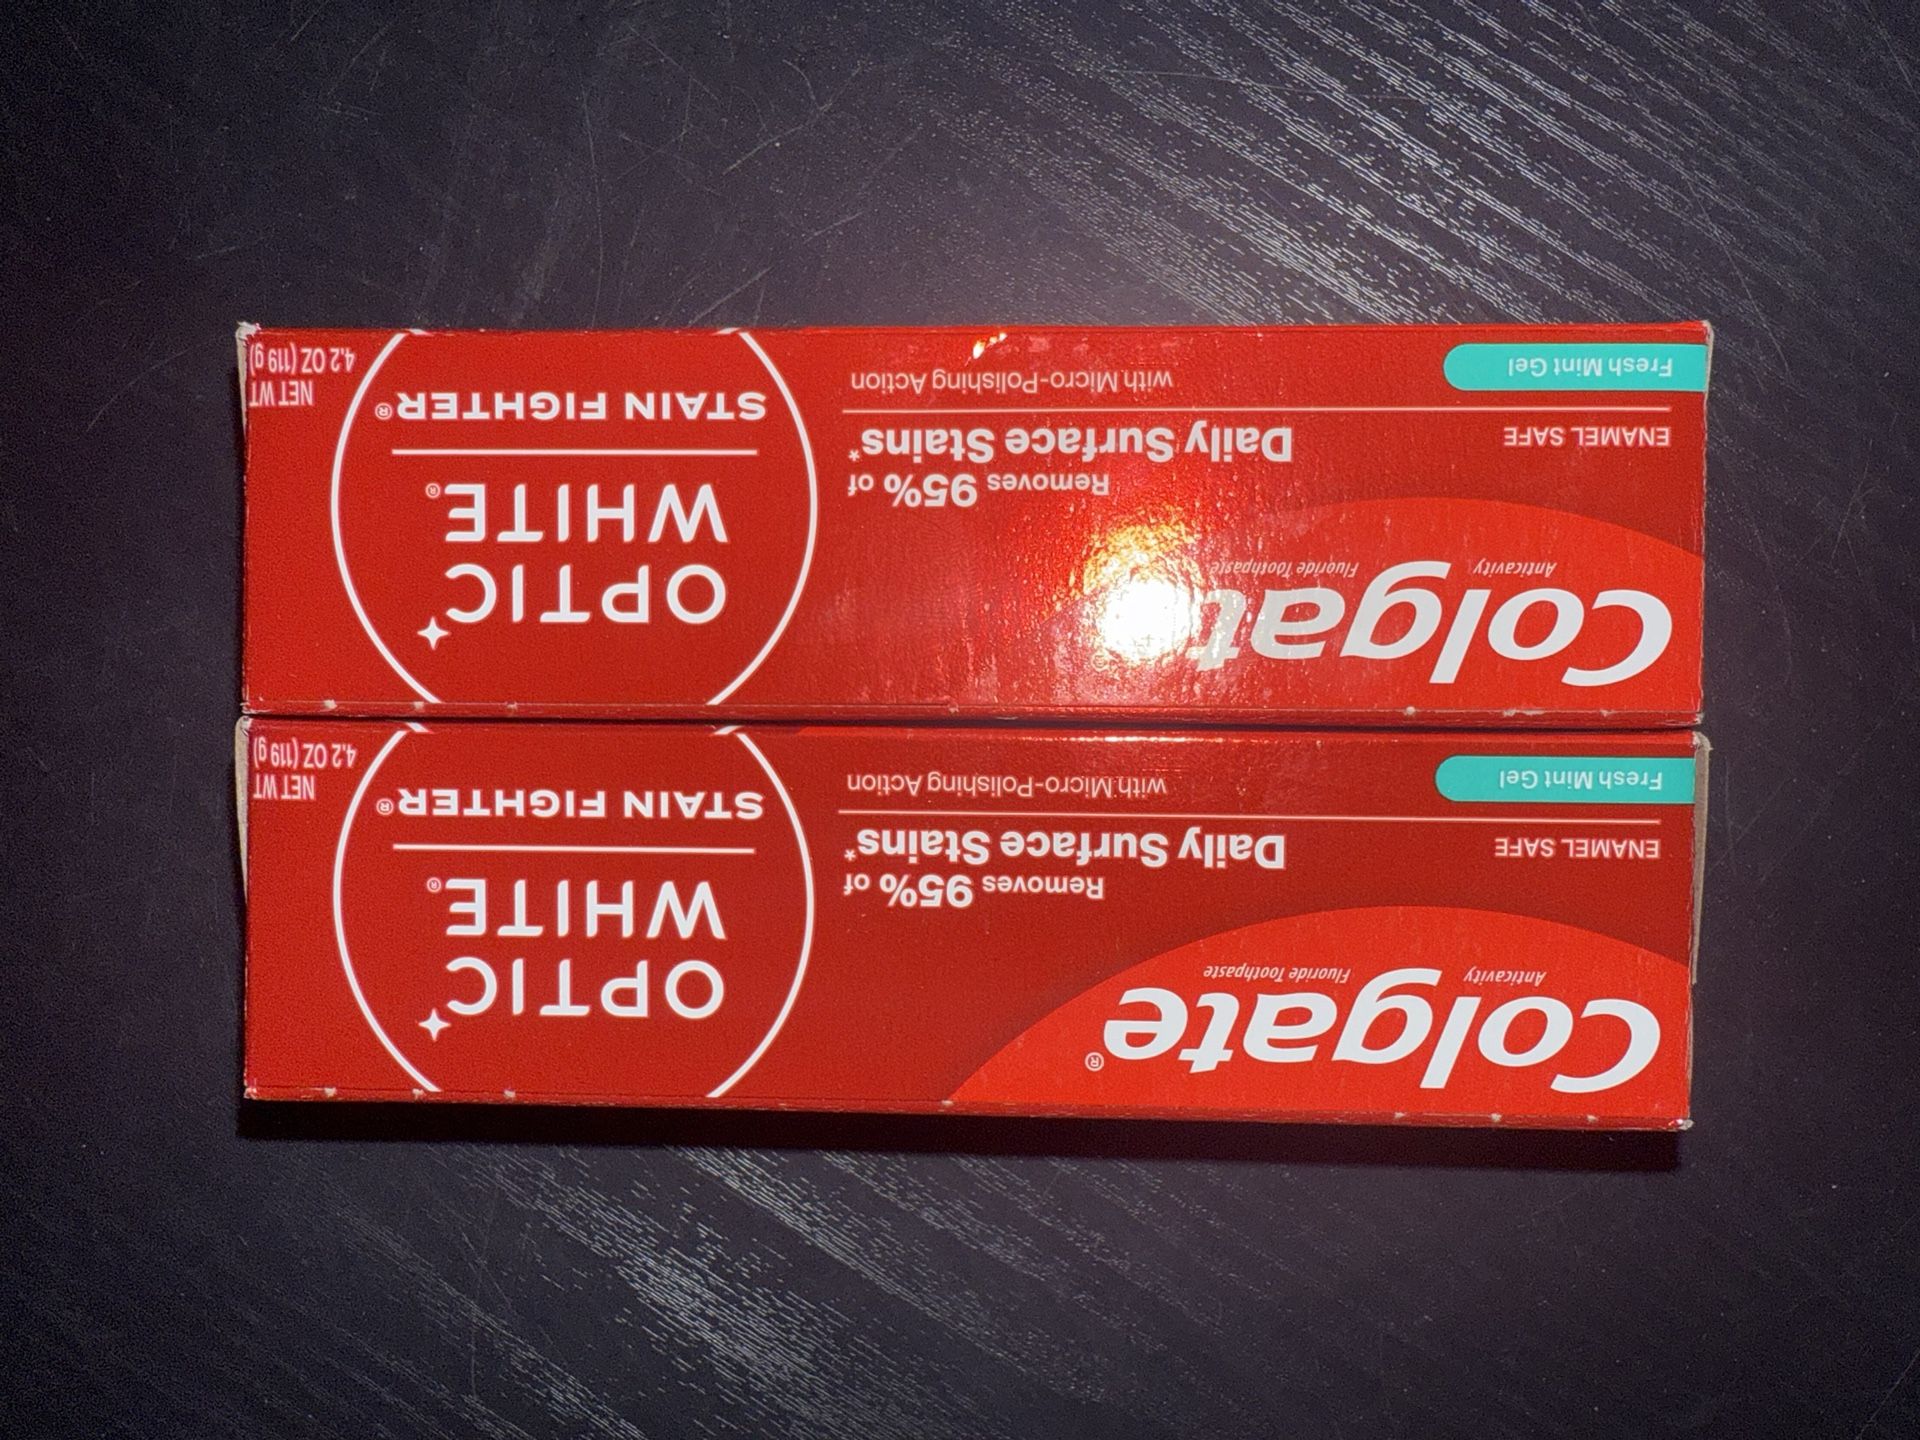 Colgate®
Anticavity Fluoride Toothpaste
ENAMEL SAFE
Fresh Mint Gel
Removes 95% of
Daily Surface Stains*
with Micro-Polishing Action
OPTIC
WHITE®
STAIN FIGHTER®
NET WT
4.2 OZ (119 g)
Colgate®
Anticavity Fluoride Toothpaste
ENAMEL SAFE
Fresh Mint Gel
Removes 95% of
Daily Surface Stains*
with Micro-Polishing Action
OPTIC
WHITE®
STAIN FIGHTER®
NET WT
4.2 OZ (119 g)